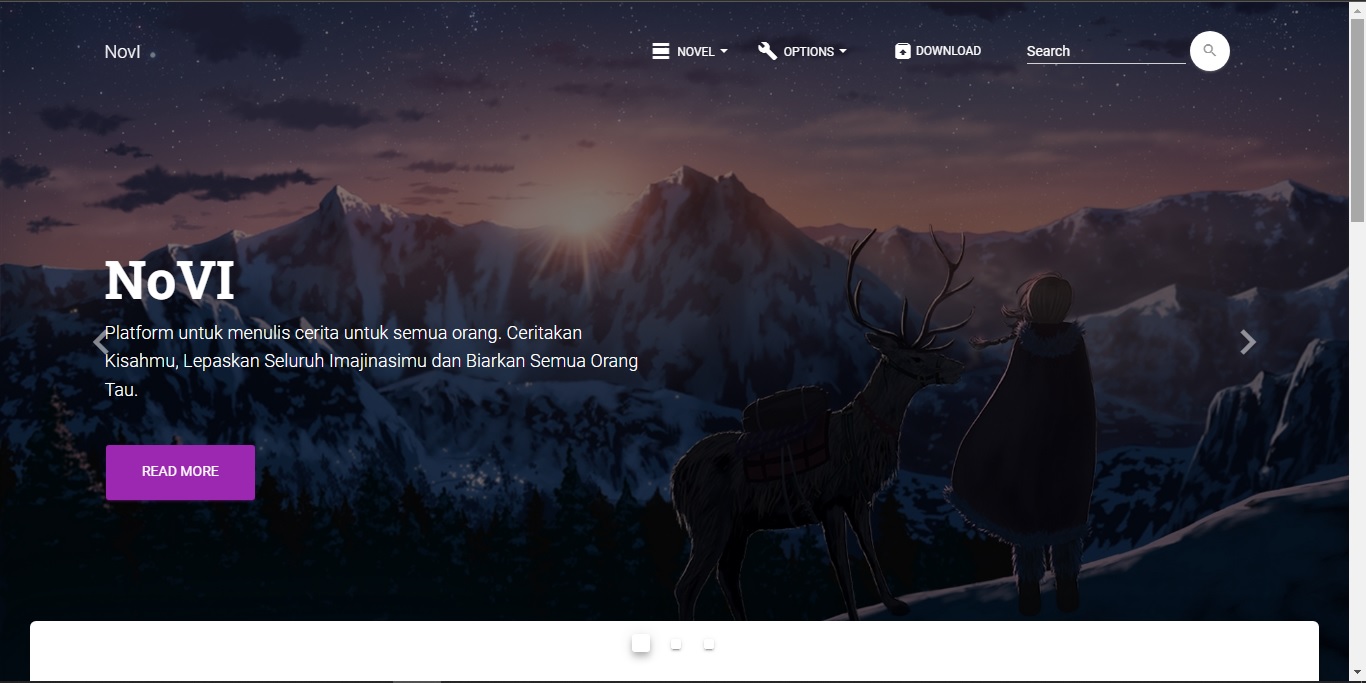 NovI
NOVEL
OPTIONS
DOWNLOAD
Search
NoVI
Platform untuk menulis cerita untuk semua orang. Ceritakan
Kisahmu, Lepaskan Seluruh Imajinasimu dan Biarkan Semua Orang
Tau.
READ MORE